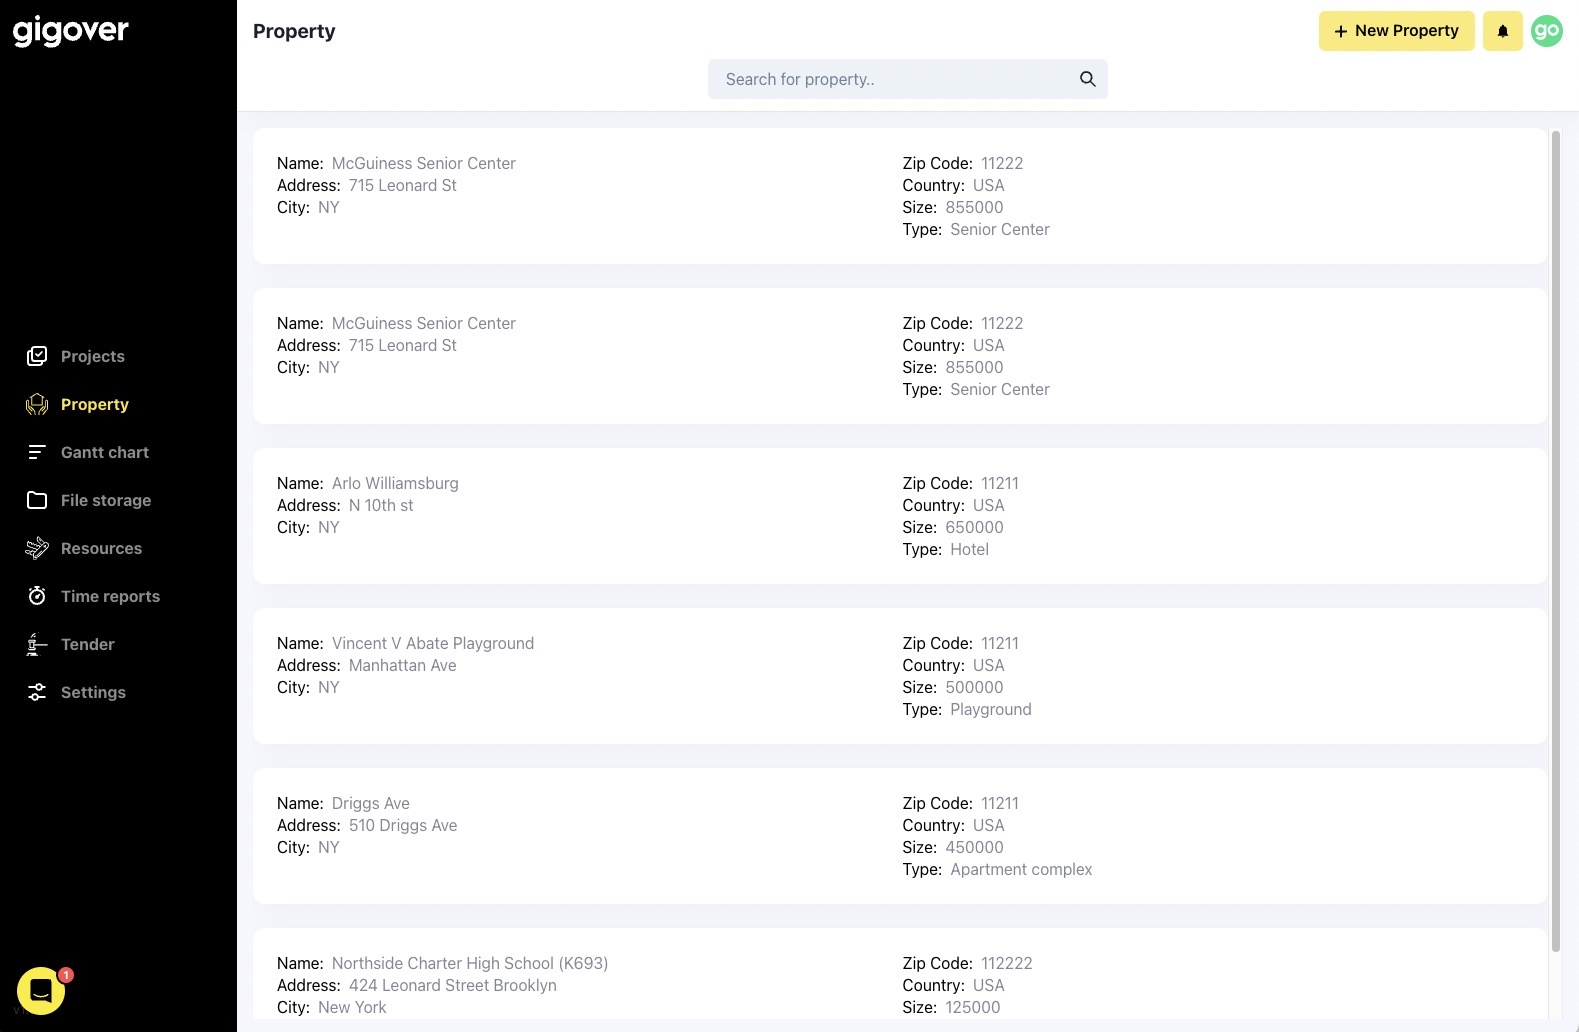 gigover
Property
+ New Property
go
Search for property..
Projects
Property
Gantt chart
File storage
Resources
Time reports
Tender
Settings
1
Name: McGuiness Senior Center
Address: 715 Leonard St
City: NY
Zip Code: 11222
Country: USA
Size: 855000
Type: Senior Center
Name: McGuiness Senior Center
Address: 715 Leonard St
City: NY
Zip Code: 11222
Country: USA
Size: 855000
Type: Senior Center
Name: Arlo Williamsburg
Address: N 10th st
City: NY
Zip Code: 11211
Country: USA
Size: 650000
Type: Hotel
Name: Vincent V Abate Playground
Address: Manhattan Ave
City: NY
Zip Code: 11211
Country: USA
Size: 500000
Type: Playground
Name: Driggs Ave
Address: 510 Driggs Ave
City: NY
Zip Code: 11211
Country: USA
Size: 450000
Type: Apartment complex
Name: Northside Charter High School (K693)
Address: 424 Leonard Street Brooklyn
City: New York
Zip Code: 112222
Country: USA
Size: 125000